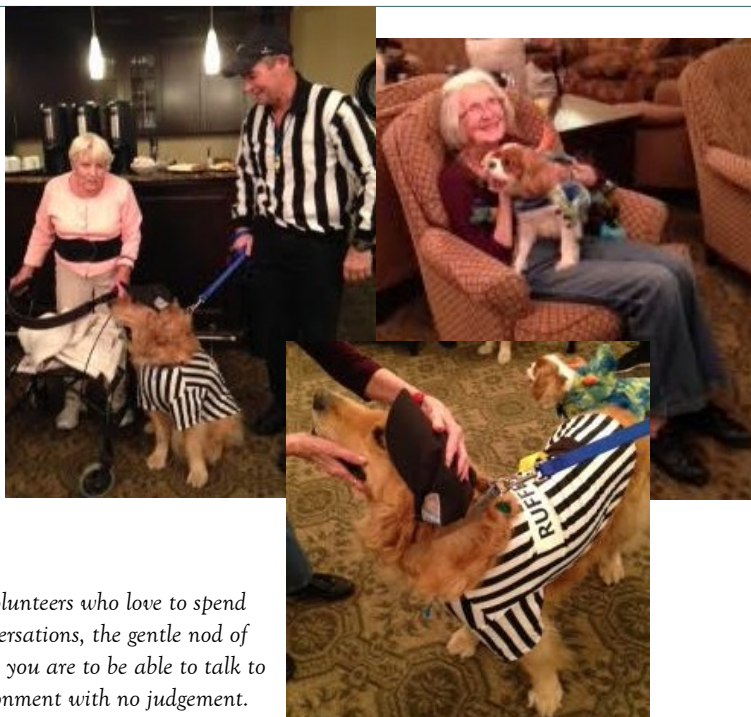 RUFF
lunteers who love to spend
ersations, the gentle nod of
you are to be able to talk to
onment with no judgement.